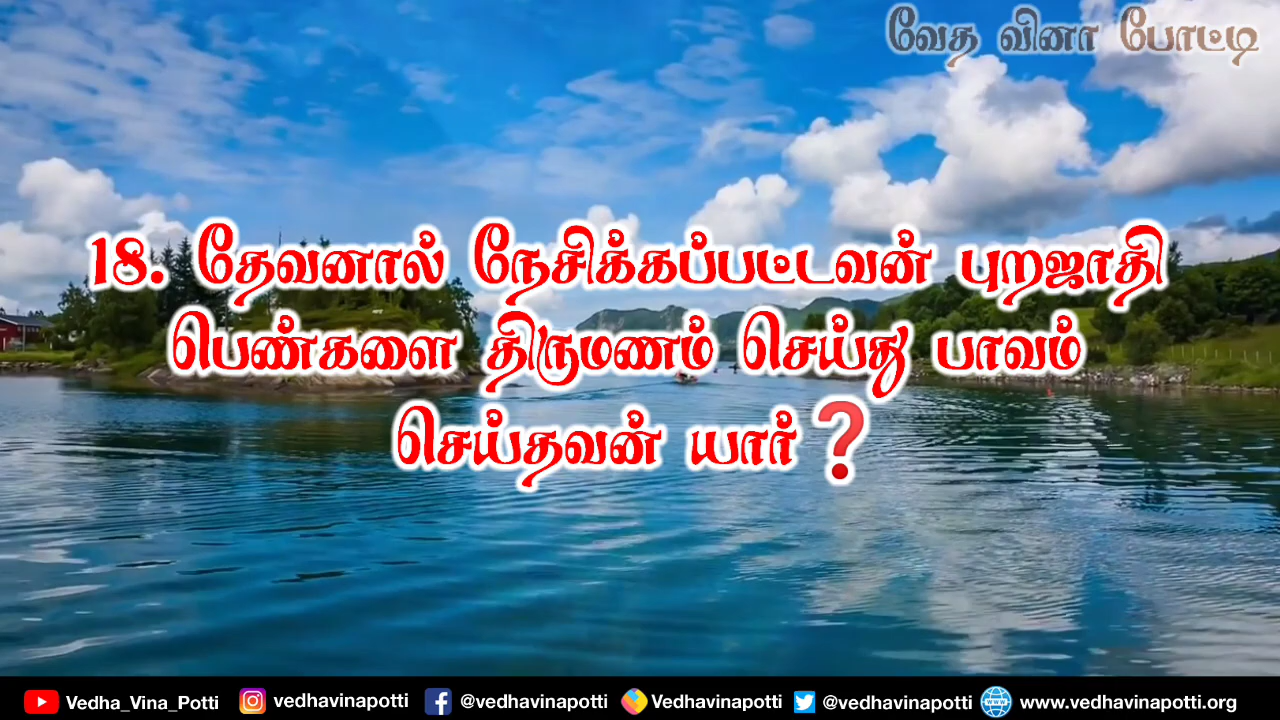 வேத வினா போட்டி
18. தேவனால் நேசிக்கப்பட்டவன் புறஜாதி
பெண்களை திருமணம் செய்து பாவம்
செய்தவன் யார்❓
Vedha_Vina_Potti vedhavinapotti @vedhavinapotti Vedhavinapotti @vedhavinapotti www.vedhavinapotti.org